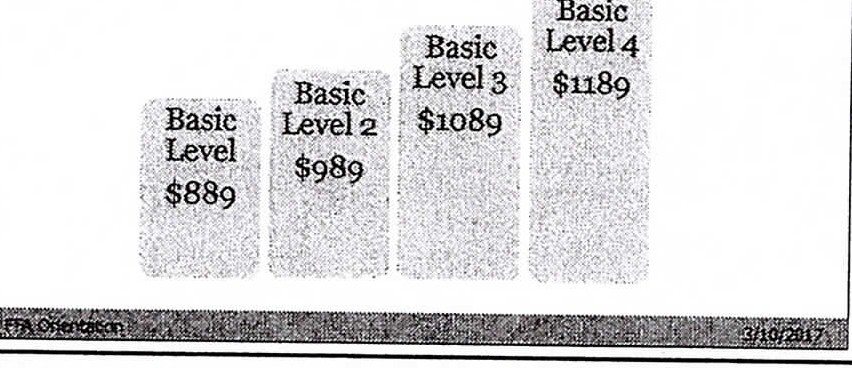 Basic
Level
$889
Basic
Level 2
$989
Basic
Level 3
$1089
Basic
Level 4
$1189
FFA Orientation
3/10/2017